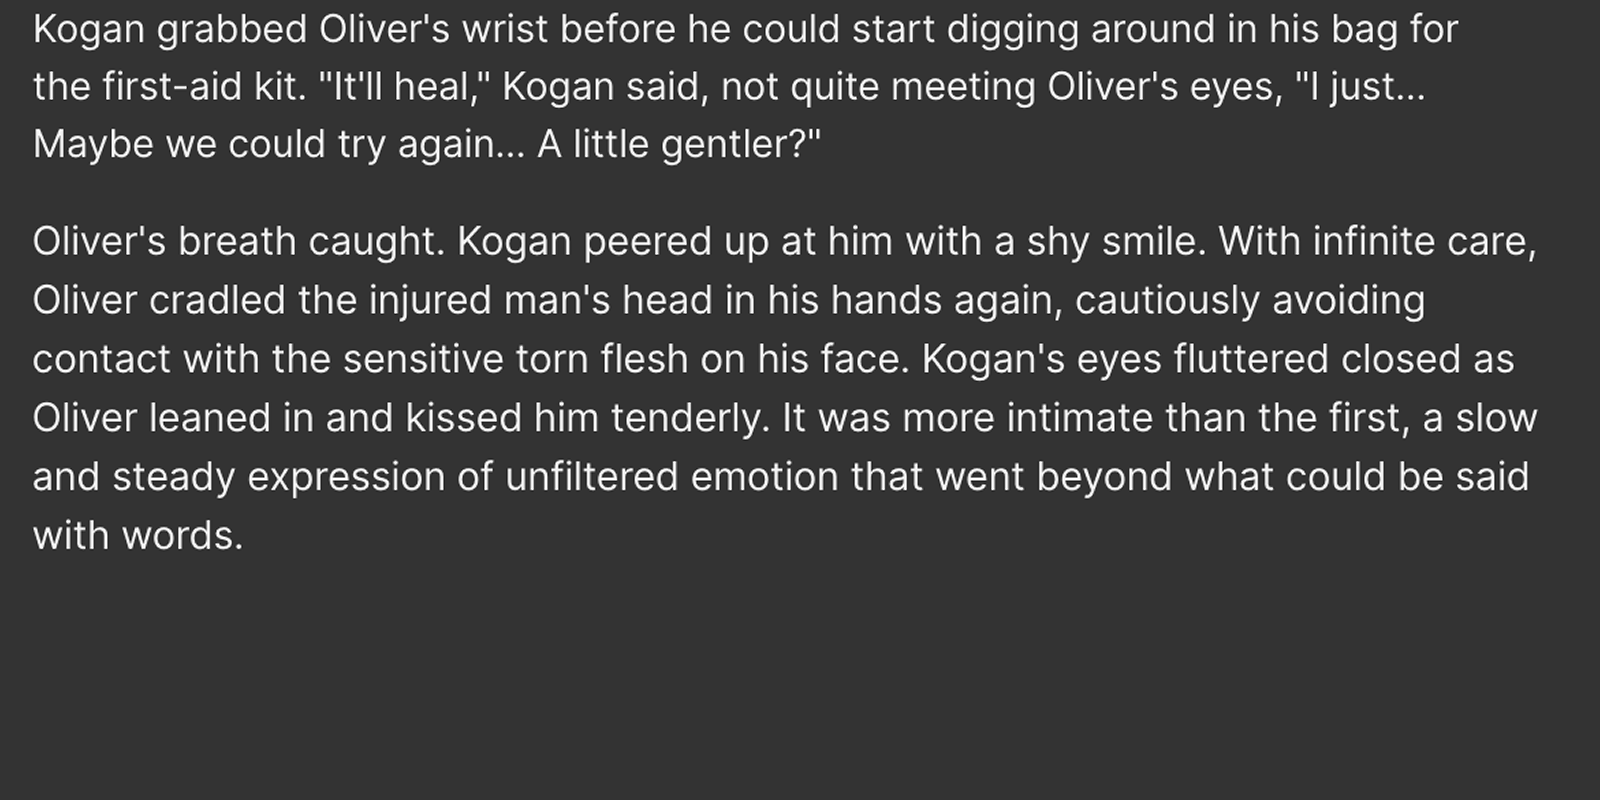 Kogan grabbed Oliver's wrist before he could start digging around in his bag for
the first-aid kit. "It'll heal," Kogan said, not quite meeting Oliver's eyes, "I just...
Maybe we could try again... A little gentler?"
Oliver's breath caught. Kogan peered up at him with a shy smile. With infinite care,
Oliver cradled the injured man's head in his hands again, cautiously avoiding
contact with the sensitive torn flesh on his face. Kogan's eyes fluttered closed as
Oliver leaned in and kissed him tenderly. It was more intimate than the first, a slow
and steady expression of unfiltered emotion that went beyond what could be said
with words.